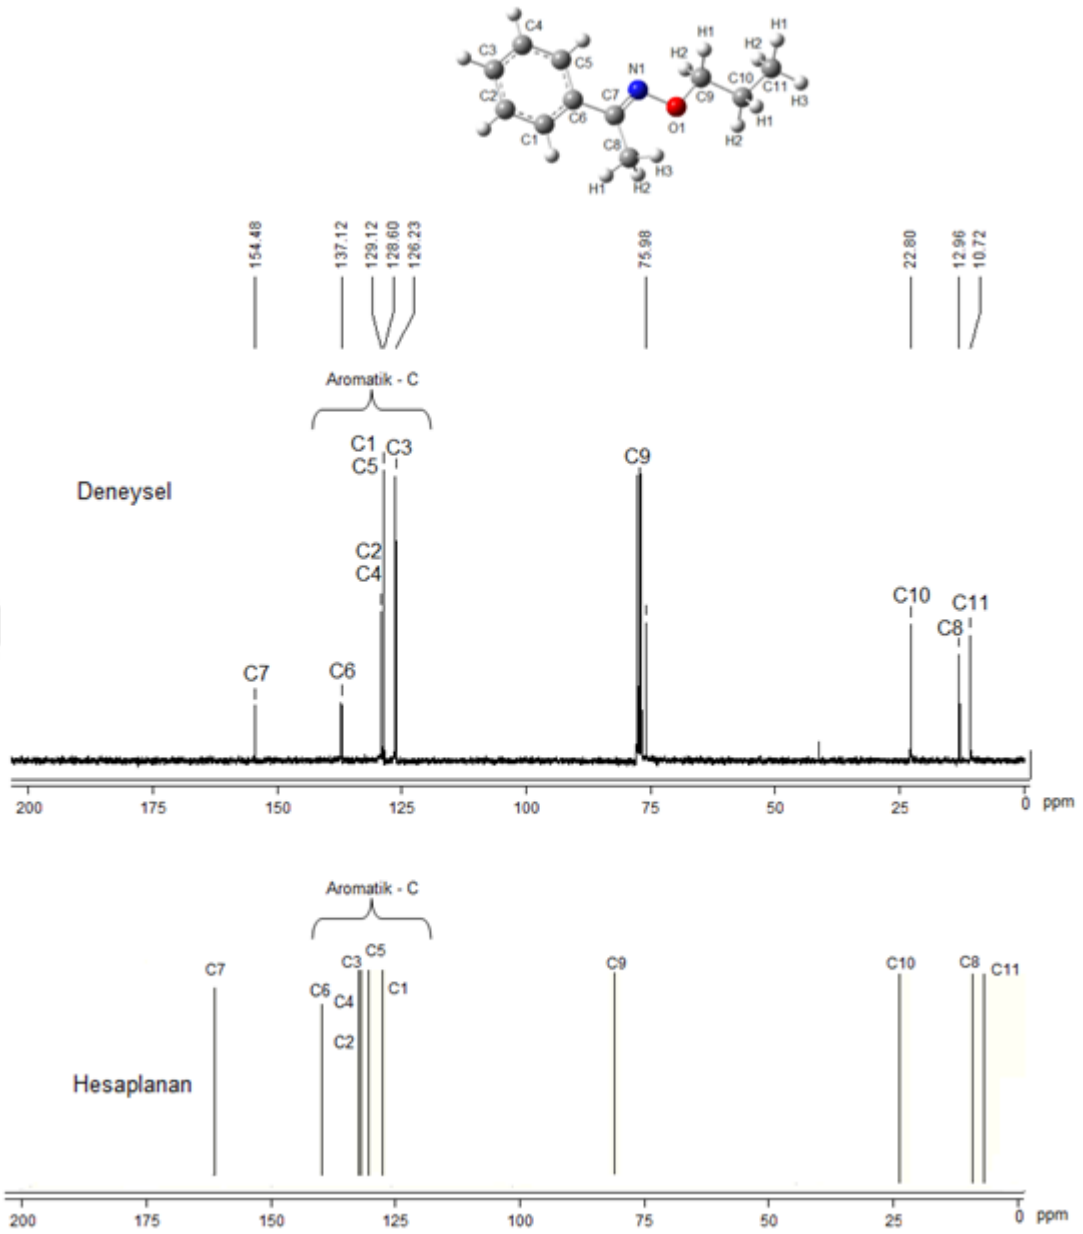 C4
H1
H1
C3
C5
H2
H2
N1
C10
C11
C2
C7
C9
H3
C6
O1
H1
C1
C8
H2
H3
H1
H2
154.48
137.12
129.12
128.60
126.23
75.98
22.80
12.96
10.72
Aromatik - C
C1
C3
C5
C9
Deneysel
C2
C4
C10
C11
C8
C7
C6
200 175 150 125 100 75 50 25 0 ppm
Aromatik - C
C5
C7
C3
C9
C10
C8
C11
C6
C4
C1
C2
Hesaplanan
200 175 150 125 100 75 50 25 0 ppm